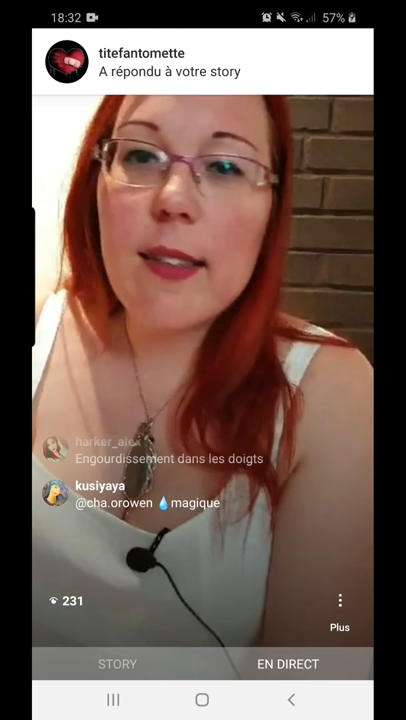 18:32
57%
titefantomette
A répondu à votre story
harker_alex
Engourdissement dans les doigts
kusiyaya
@cha.orowen 💧magique
231
Plus
STORY
EN DIRECT